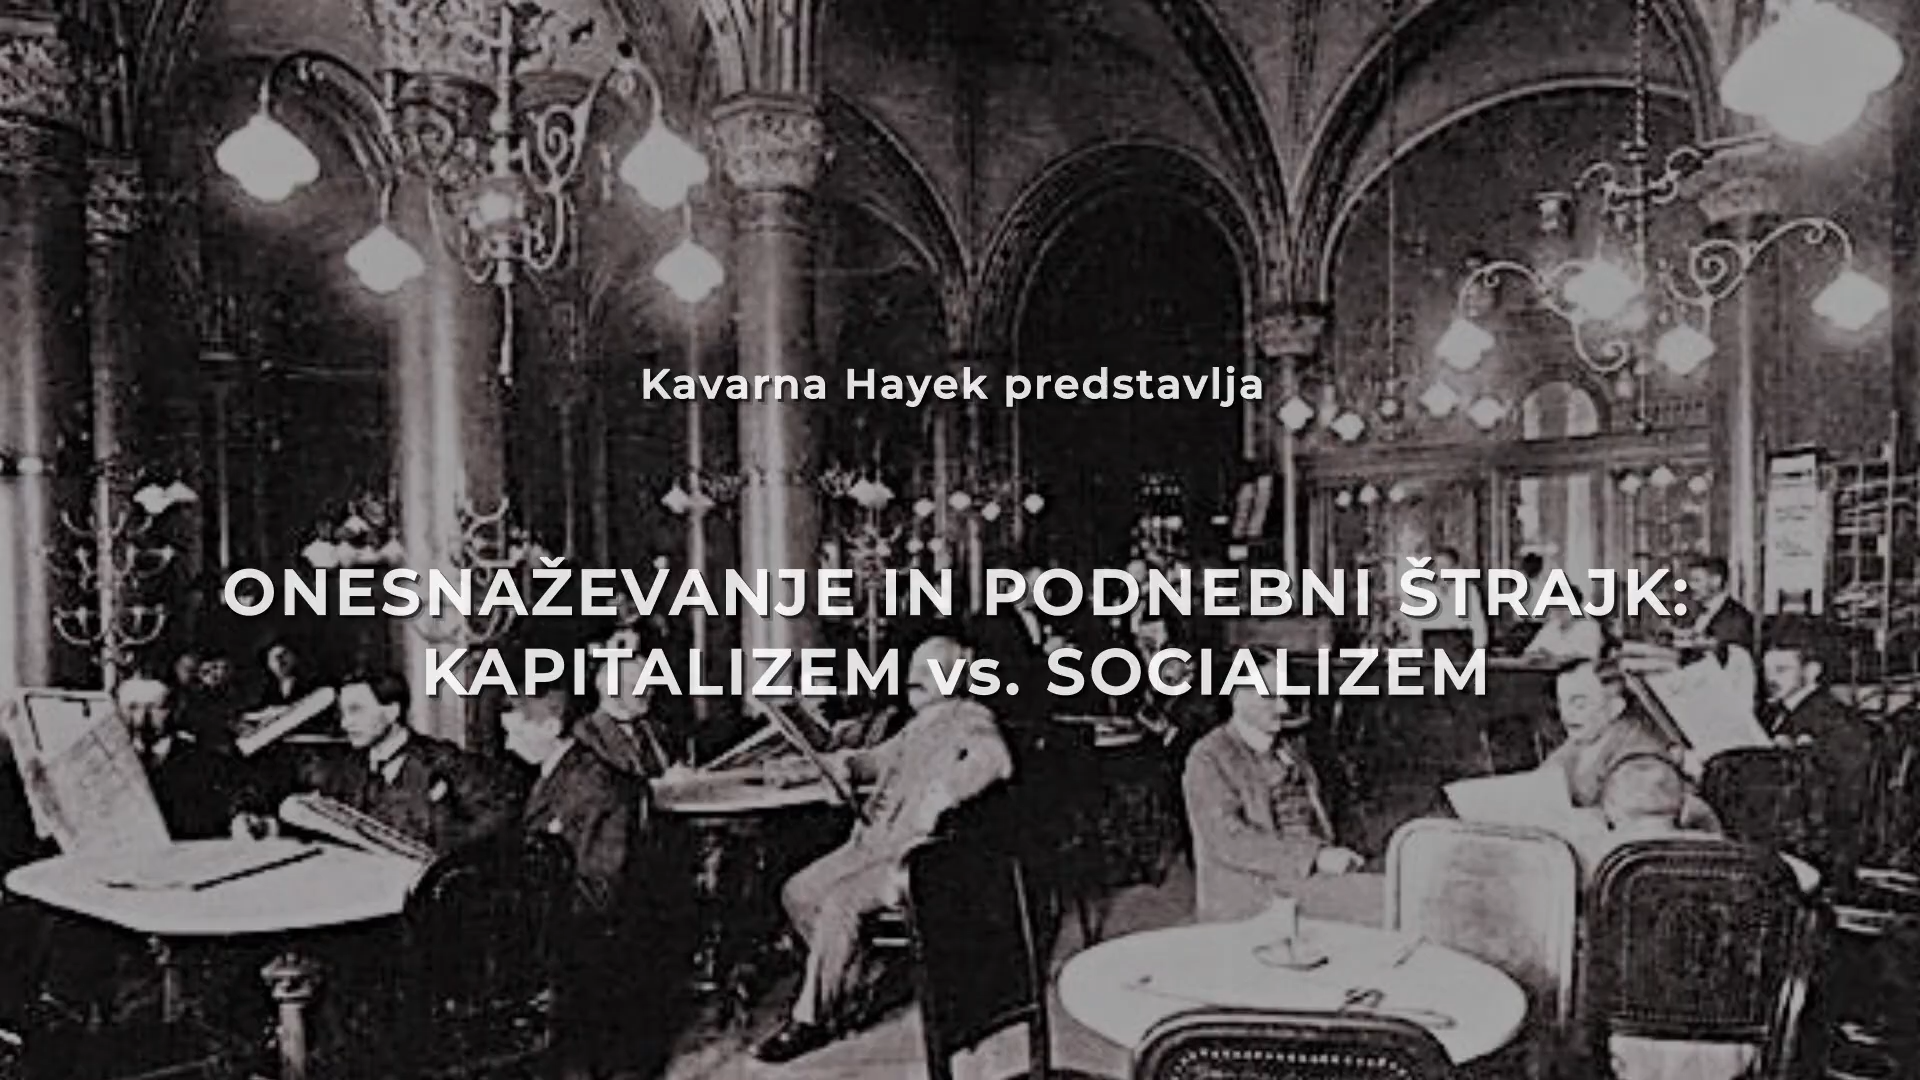 Kavarna Hayek predstavlja
ONESNAŽEVANJE IN PODNEBNI ŠTRAJK:
KAPITALIZEM vs. SOCIALIZEM